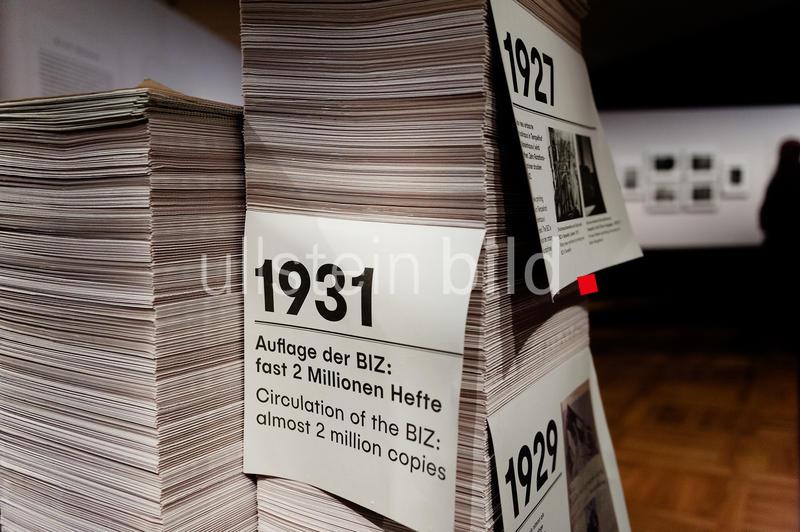 1927
1931
Auflage der BIZ:
fast 2 Millionen Hefte
Circulation of the BIZ:
almost 2 million copies
1929
ullstein bild